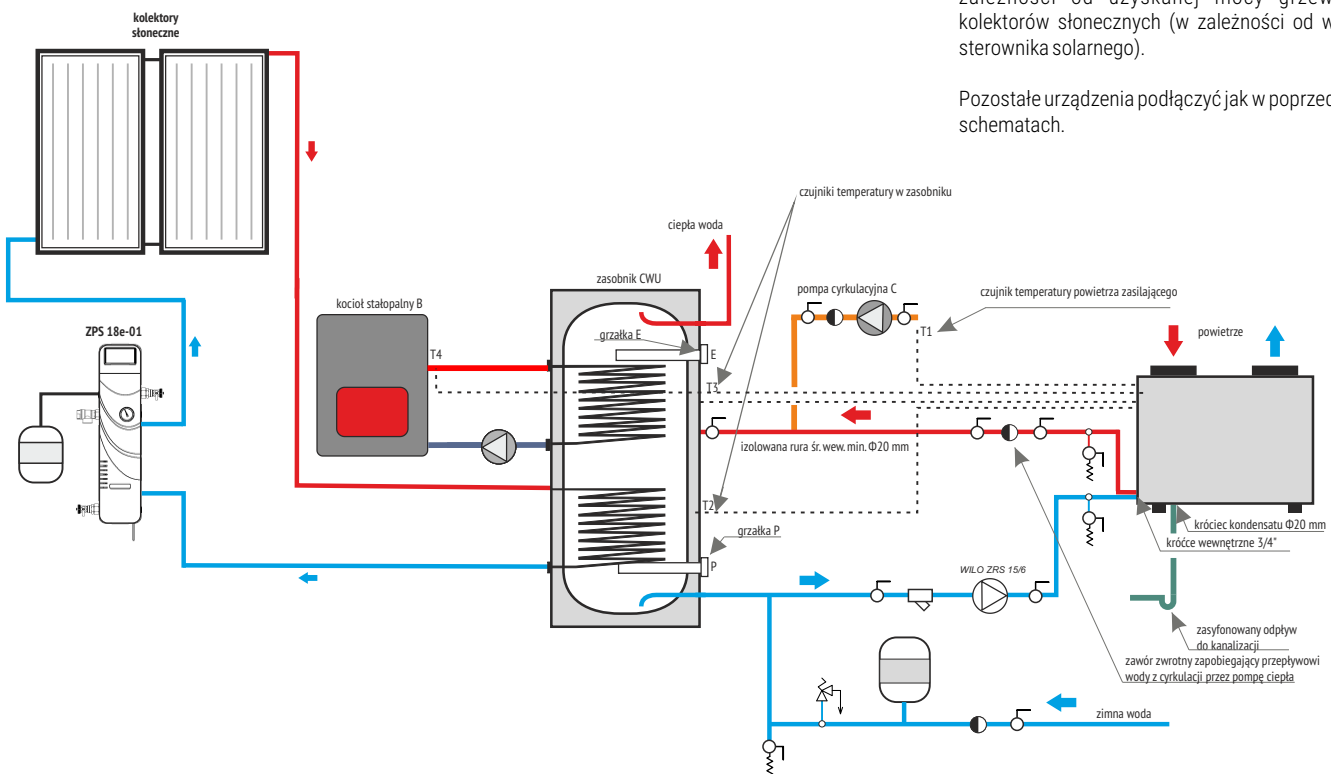 zależności od uzyskanej mocy grzew
kolektorów słonecznych (w zależności od w
sterownika solarnego).
Pozostałe urządzenia podłączyć jak w poprzed
schematach.
kolektory
słoneczne
czujniki temperatury w zasobniku
ciepła woda
zasobnik CWU
pompa cyrkulacyjna C
czujnik temperatury powietrza zasilającego
kocioł stałopalny B
ZPS 18e-01
grzałka E
E
T1
powietrze
T4
T3
izolowana rura śr. wew. min. Φ20 mm
T2
króciec kondensatu Φ20 mm
grzałka P
króćce wewnętrzne 3/4"
P
WILO ZRS 15/6
zasyfonowany odpływ
do kanalizacji
zawór zwrotny zapobiegający przepływowi
wody z cyrkulacji przez pompę ciepła
zimna woda